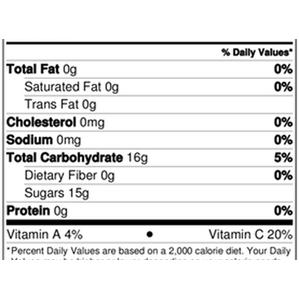 % Daily Values*
Total Fat 0g 0%
Saturated Fat 0g 0%
Trans Fat 0g
Cholesterol 0mg 0%
Sodium 0mg 0%
Total Carbohydrate 16g 5%
Dietary Fiber 0g 0%
Sugars 15g
Protein 0g 0%
Vitamin A 4% ● Vitamin C 20%
*Percent Daily Values are based on a 2,000 calorie diet. Your Daily